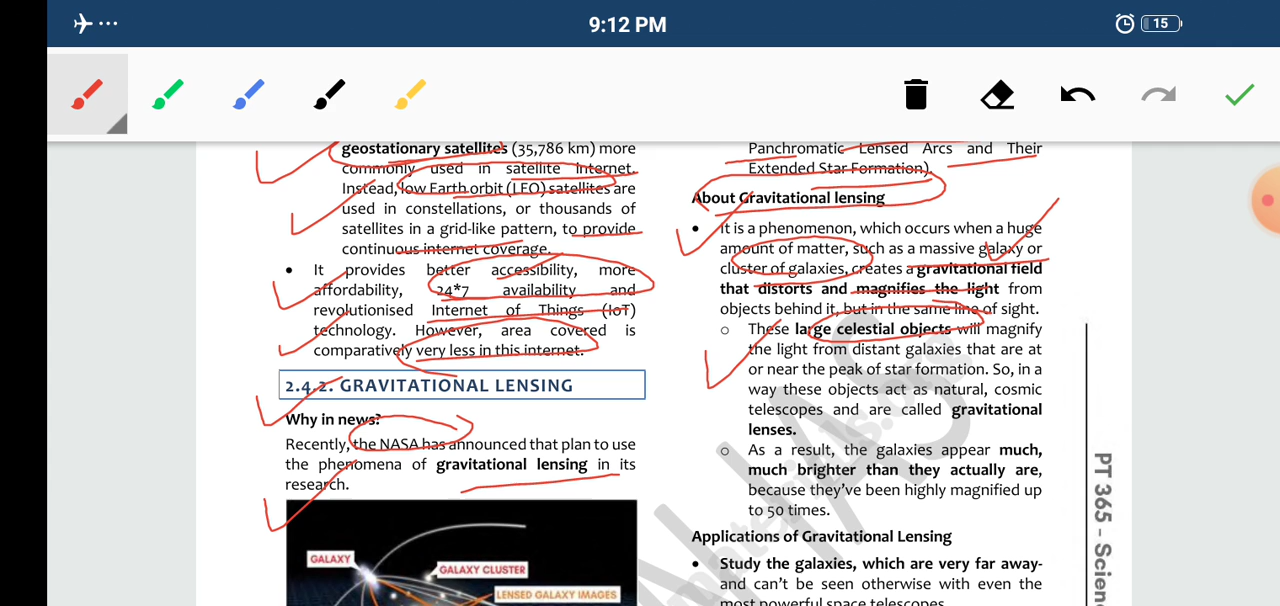 9:12 PM
15
geostationary satellites (35,786 km) more
commonly used in satellite internet.
Instead, low Earth orbit (LEO) satellites are
used in constellations, or thousands of
satellites in a grid-like pattern, to provide
continuous internet coverage.
• It provides better accessibility, more
affordability, 24*7 availability and
revolutionised Internet of Things (IoT)
technology. However, area covered is
comparatively very less in this internet.
2.4.2. GRAVITATIONAL LENSING
Why in news?
Recently, the NASA has announced that plan to use
the phenomena of gravitational lensing in its
research.
GALAXY
GALAXY CLUSTER
LENSED GALAXY IMAGES
Panchromatic Lensed Arcs and Their
Extended Star Formation).
About Gravitational lensing
• It is a phenomenon, which occurs when a huge
amount of matter, such as a massive galaxy or
cluster of galaxies, creates a gravitational field
that distorts and magnifies the light from
objects behind it, but in the same line of sight.
o These large celestial objects will magnify
the light from distant galaxies that are at
or near the peak of star formation. So, in a
way these objects act as natural, cosmic
telescopes and are called gravitational
lenses.
o As a result, the galaxies appear much,
much brighter than they actually are,
because they’ve been highly magnified up
to 50 times.
Applications of Gravitational Lensing
• Study the galaxies, which are very far away-
and can’t be seen otherwise with even the
most powerful space telescopes.
PT 365 - Scien